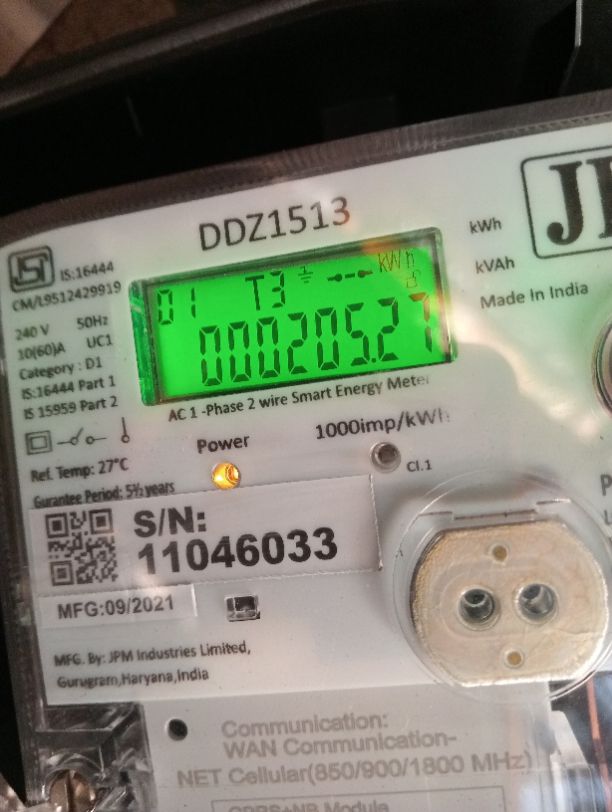 DDZ1513
IS:16444
CM/L9512429919
240 V 50Hz
10(60)A UC1
Category : D1
IS:16444 Part 1
IS 15959 Part 2
01 T3 kWh
000205.27
kWh
kVAh
Made In India
AC 1 -Phase 2 wire Smart Energy Meter
Power 1000imp/kWh
Cl.1
Ref. Temp: 27°C
Gurantee Period: 5½ years
S/N:
11046033
MFG:09/2021
MFG. By: JPM Industries Limited,
Gurugram,Haryana,India
Communication:
WAN Communication-
NET Cellular(850/900/1800 MHz)
GPRS+NB Module